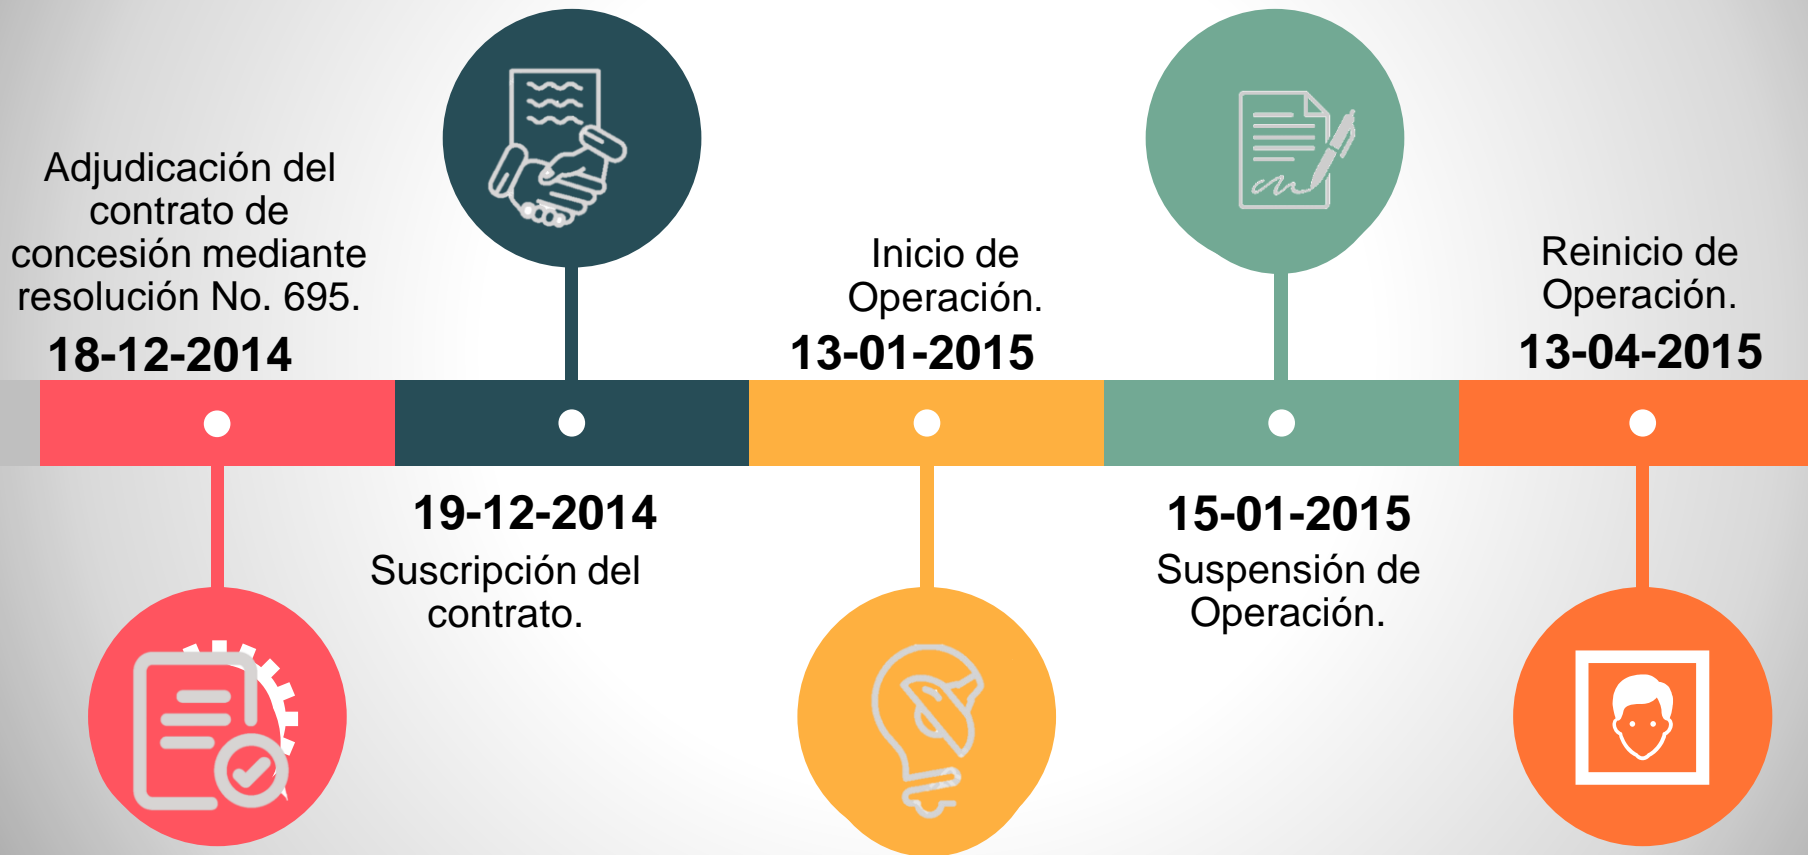 Adjudicación del
contrato de
concesión mediante
resolución No. 695.
18-12-2014
19-12-2014
Suscripción del
contrato.
Inicio de
Operación.
13-01-2015
15-01-2015
Suspensión de
Operación.
Reinicio de
Operación.
13-04-2015